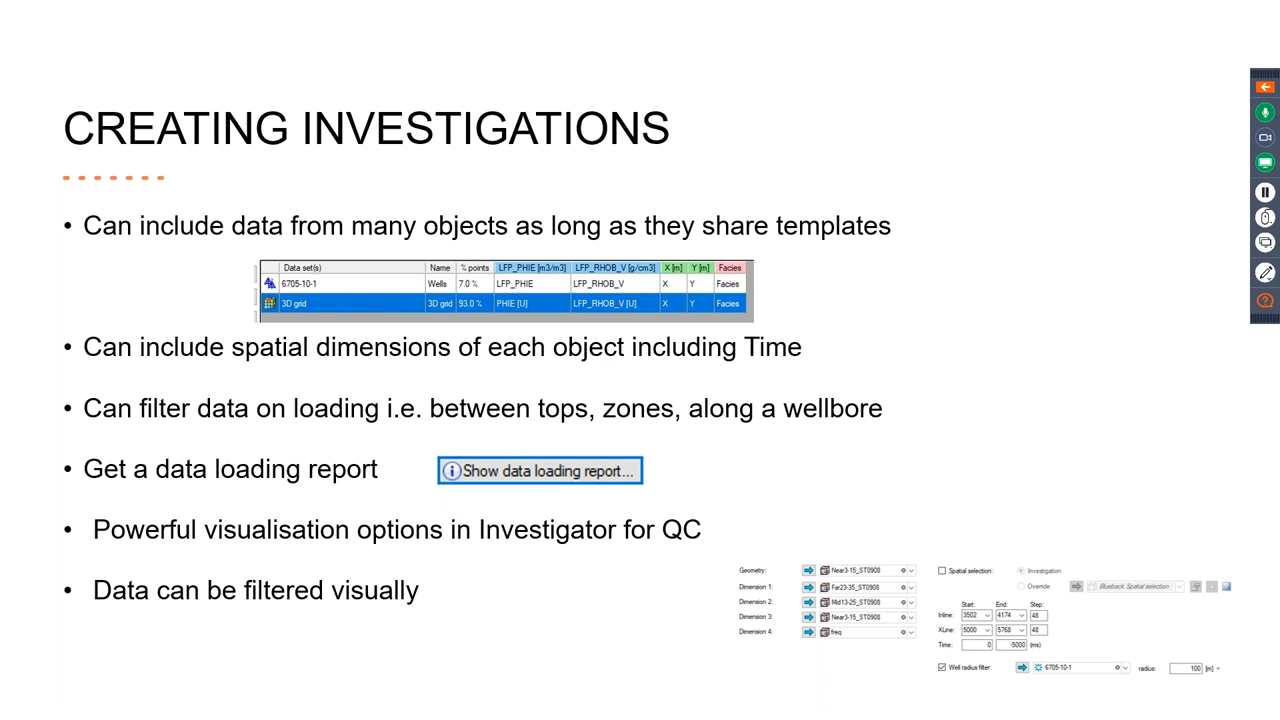 CREATING INVESTIGATIONS
• Can include data from many objects as long as they share templates
Data set(s) Name % points LFP_PHIE [m3/m3] LFP_RHOB_V [g/cm3] X [m] Y [m] Facies
6705-10-1 Wells 7.0 % LFP_PHIE LFP_RHOB_V X Y Facies
3D grid 3D grid 93.0 % PHIE [U] LFP_RHOB_V [U] X Y Facies
• Can include spatial dimensions of each object including Time
• Can filter data on loading i.e. between tops, zones, along a wellbore
• Get a data loading report
Show data loading report...
• Powerful visualisation options in Investigator for QC
• Data can be filtered visually
Geometry: Near3-15_ST0908
Dimension 1: Far23-35_ST0908
Dimension 2: Mid13-25_ST0908
Dimension 3: Near3-15_ST0908
Dimension 4: freq
Spatial selection: Investigation
Override Blueback Spatial selection
Start: End: Step:
Inline: 3502 4174 48
XLine: 5000 5768 48
Time: 0 -5000 (ms)
Well radius filter: 6705-10-1 radius: 100 [m]